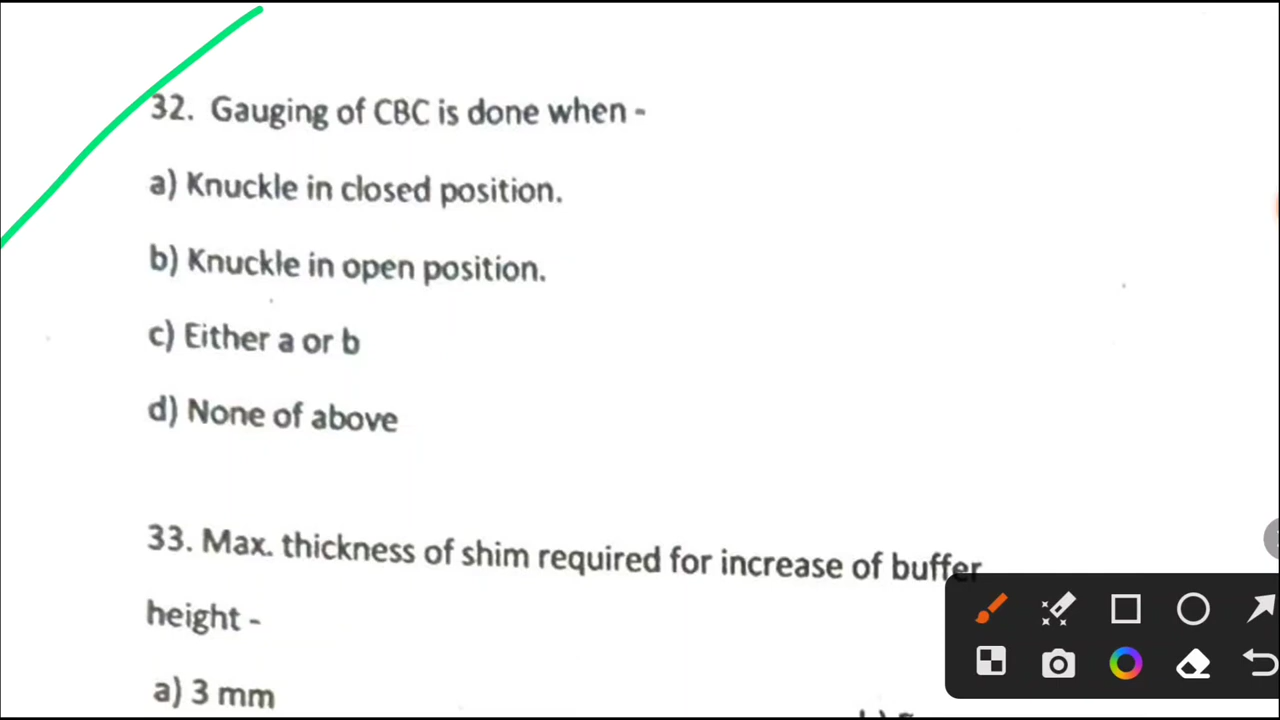 32. Gauging of CBC is done when -
a) Knuckle in closed position.
b) Knuckle in open position.
c) Either a or b
d) None of above
33. Max. thickness of shim required for increase of buffer
height -
a) 3 mm